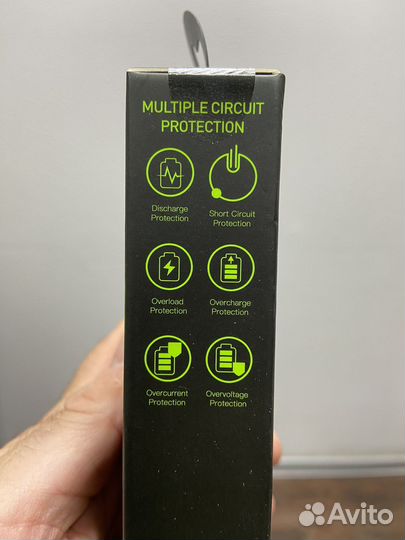 MULTIPLE CIRCUIT
PROTECTION
Discharge
Protection
Short Circuit
Protection
Overload
Protection
Overcharge
Protection
Overcurrent
Protection
Overvoltage
Protection
Avito